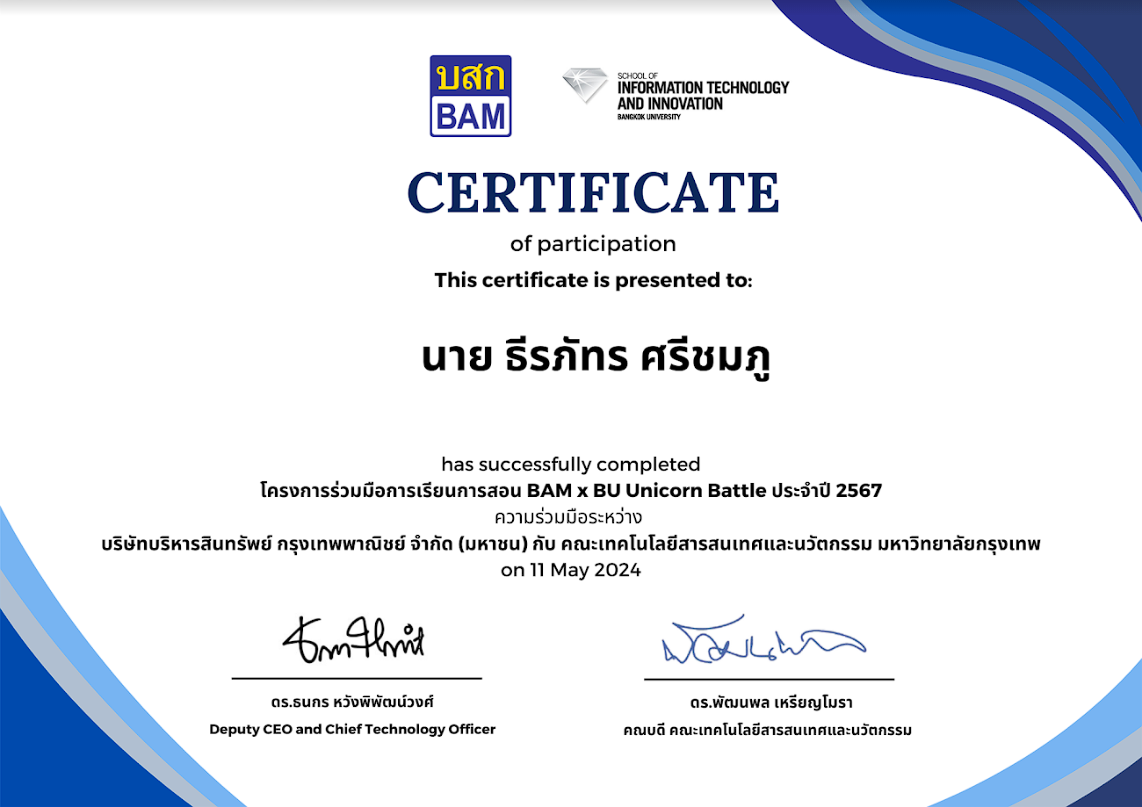 บสก
BAM
SCHOOL OF
INFORMATION TECHNOLOGY
AND INNOVATION
BANGKOK UNIVERSITY
CERTIFICATE
of participation
This certificate is presented to:
นาย ธีรภัทร ศรีชมภู
has successfully completed
โครงการร่วมมือการเรียนการสอน BAM x BU Unicorn Battle ประจำปี 2567
ความร่วมมือระหว่าง
บริษัทบริหารสินทรัพย์ กรุงเทพพาณิชย์ จำกัด (มหาชน) กับ คณะเทคโนโลยีสารสนเทศและนวัตกรรม มหาวิทยาลัยกรุงเทพ
on 11 May 2024
ดร.ธนกร หวังพิพัฒน์วงศ์
Deputy CEO and Chief Technology Officer
ดร.พัฒนพล เหรียญโมรา
คณบดี คณะเทคโนโลยีสารสนเทศและนวัตกรรม